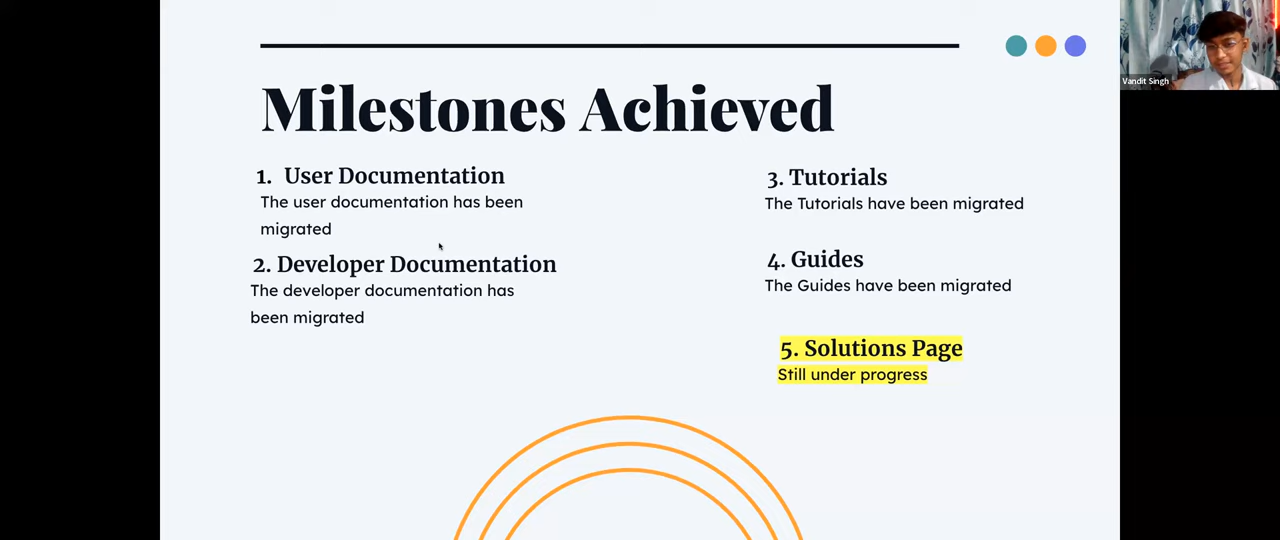 Milestones Achieved
1. User Documentation
The user documentation has been
migrated
2. Developer Documentation
The developer documentation has
been migrated
3. Tutorials
The Tutorials have been migrated
4. Guides
The Guides have been migrated
5. Solutions Page
Still under progress
Vandit Singh